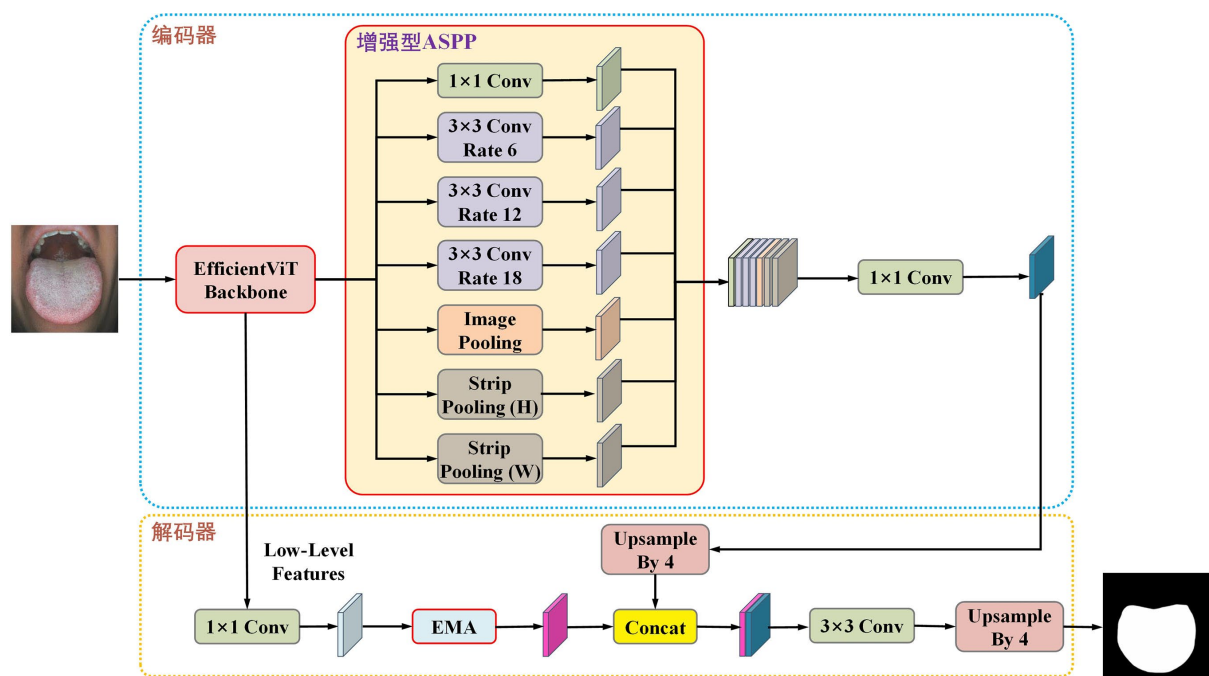 编码器
增强型ASPP
1×1 Conv
3×3 Conv
Rate 6
3×3 Conv
Rate 12
3×3 Conv
Rate 18
Image
Pooling
Strip
Pooling (H)
Strip
Pooling (W)
EfficientViT
Backbone
1×1 Conv
解码器
Low-Level
Features
Upsample
By 4
1×1 Conv
EMA
Concat
3×3 Conv
Upsample
By 4